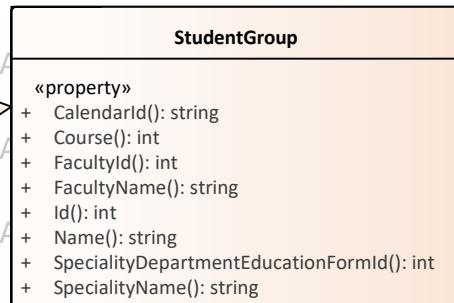 StudentGroup
«property»
+ CalendarId(): string
+ Course(): int
+ FacultyId(): int
+ FacultyName(): string
+ Id(): int
+ Name(): string
+ SpecialityDepartmentEducationFormId(): int
+ SpecialityName(): string